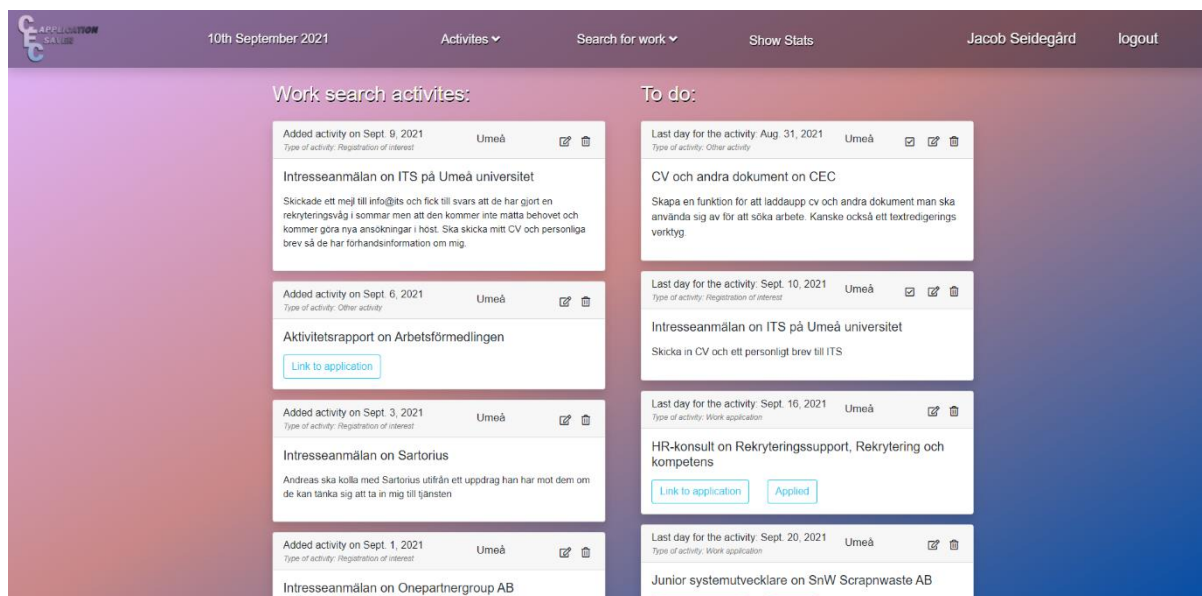 CEC APPLICATION
SAVER
10th September 2021
Activites
Search for work
Show Stats
Jacob Seidegård
logout
Work search activites:
Added activity on Sept. 9, 2021
Umeå
Type of activity: Registration of interest
Intresseanmälan on ITS på Umeå universitet
Skickade ett mejl till info@its och fick till svars att de har gjort en
rekryteringsvåg i sommar men att den kommer inte mätta behovet och
kommer göra nya ansökningar i höst. Ska skicka mitt CV och personliga
brev så de har förhandsinformation om mig.
Added activity on Sept. 6, 2021
Umeå
Type of activity: Other activity
Aktivitetsrapport on Arbetsförmedlingen
Link to application
Added activity on Sept. 3, 2021
Umeå
Type of activity: Registration of interest
Intresseanmälan on Sartorius
Andreas ska kolla med Sartorius utifrån ett uppdrag han har mot dem om
de kan tänka sig att ta in mig till tjänsten
Added activity on Sept. 1, 2021
Umeå
Type of activity: Registration of interest
Intresseanmälan on Onepartnergroup AB
To do:
Last day for the activity: Aug. 31, 2021
Umeå
Type of activity: Other activity
CV och andra dokument on CEC
Skapa en funktion för att laddaupp cv och andra dokument man ska
använda sig av för att söka arbete. Kanske också ett textredigerings
verktyg.
Last day for the activity: Sept. 10, 2021
Umeå
Type of activity: Registration of interest
Intresseanmälan on ITS på Umeå universitet
Skicka in CV och ett personligt brev till ITS
Last day for the activity: Sept. 16, 2021
Umeå
Type of activity: Work application
HR-konsult on Rekryteringssupport, Rekrytering och
kompetens
Link to application
Applied
Last day for the activity: Sept. 20, 2021
Umeå
Type of activity: Work application
Junior systemutvecklare on SnW Scrapnwaste AB